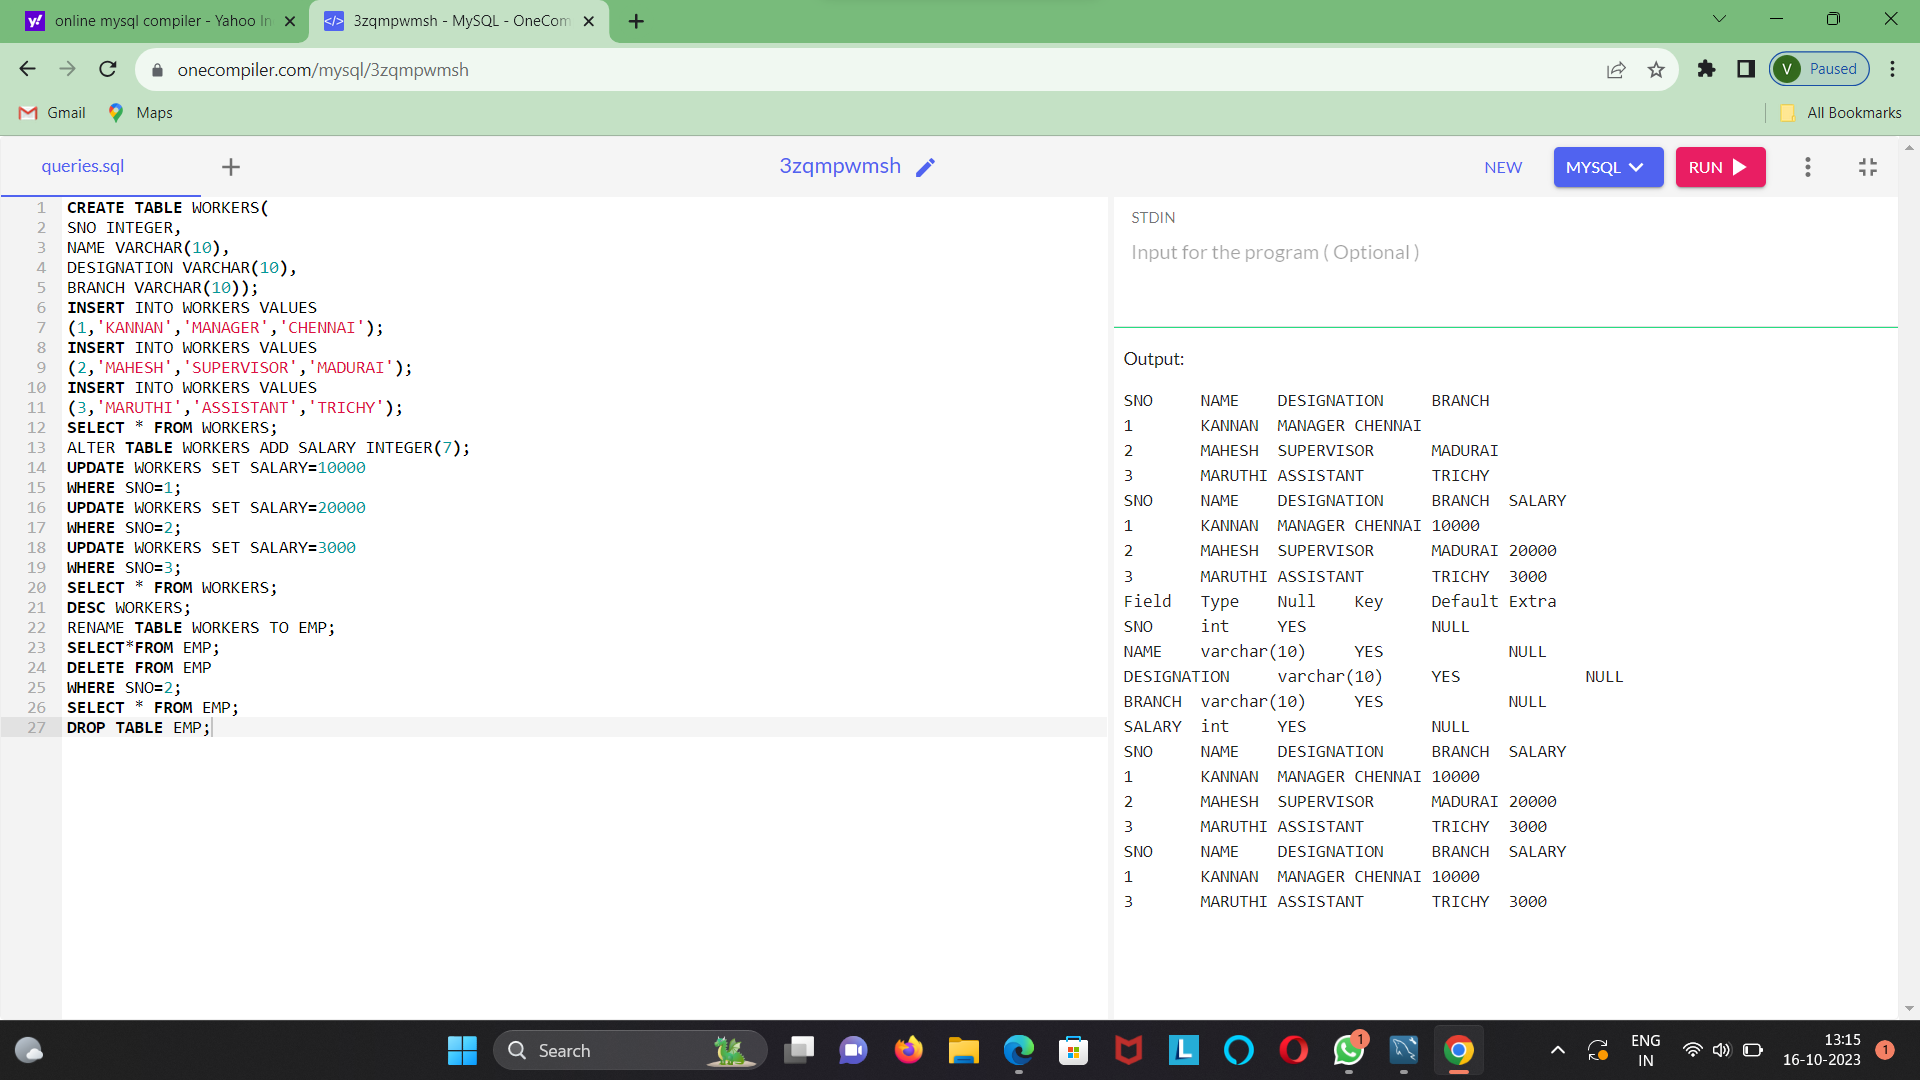 online mysql compiler - Yahoo In
3zqmpwmsh - MySQL - OneCom
onecompiler.com/mysql/3zqmpwmsh
V Paused
Gmail Maps All Bookmarks
queries.sql 3zqmpwmsh NEW MYSQL RUN
1 CREATE TABLE WORKERS(
2 SNO INTEGER,
3 NAME VARCHAR(10),
4 DESIGNATION VARCHAR(10),
5 BRANCH VARCHAR(10));
6 INSERT INTO WORKERS VALUES
7 (1,'KANNAN','MANAGER','CHENNAI');
8 INSERT INTO WORKERS VALUES
9 (2,'MAHESH','SUPERVISOR','MADURAI');
10 INSERT INTO WORKERS VALUES
11 (3,'MARUTHI','ASSISTANT','TRICHY');
12 SELECT * FROM WORKERS;
13 ALTER TABLE WORKERS ADD SALARY INTEGER(7);
14 UPDATE WORKERS SET SALARY=10000
15 WHERE SNO=1;
16 UPDATE WORKERS SET SALARY=20000
17 WHERE SNO=2;
18 UPDATE WORKERS SET SALARY=3000
19 WHERE SNO=3;
20 SELECT * FROM WORKERS;
21 DESC WORKERS;
22 RENAME TABLE WORKERS TO EMP;
23 SELECT*FROM EMP;
24 DELETE FROM EMP
25 WHERE SNO=2;
26 SELECT * FROM EMP;
27 DROP TABLE EMP;
STDIN
Input for the program ( Optional )
Output:
SNO NAME DESIGNATION BRANCH
1 KANNAN MANAGER CHENNAI
2 MAHESH SUPERVISOR MADURAI
3 MARUTHI ASSISTANT TRICHY
SNO NAME DESIGNATION BRANCH SALARY
1 KANNAN MANAGER CHENNAI 10000
2 MAHESH SUPERVISOR MADURAI 20000
3 MARUTHI ASSISTANT TRICHY 3000
Field Type Null Key Default Extra
SNO int YES NULL
NAME varchar(10) YES NULL
DESIGNATION varchar(10) YES NULL
BRANCH varchar(10) YES NULL
SALARY int YES NULL
SNO NAME DESIGNATION BRANCH SALARY
1 KANNAN MANAGER CHENNAI 10000
2 MAHESH SUPERVISOR MADURAI 20000
3 MARUTHI ASSISTANT TRICHY 3000
SNO NAME DESIGNATION BRANCH SALARY
1 KANNAN MANAGER CHENNAI 10000
3 MARUTHI ASSISTANT TRICHY 3000
Search
L
1
ENG
IN
13:15
16-10-2023
1